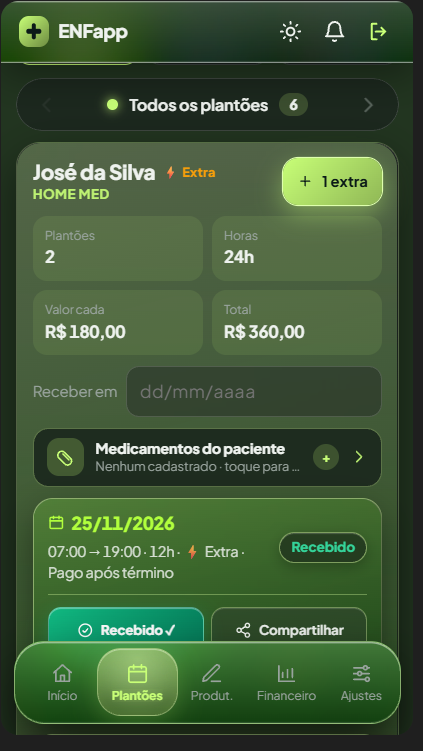 ENFapp
Todos os plantões 6
José da Silva Extra
HOME MED
+ 1 extra
Plantões
2
Horas
24h
Valor cada
R$ 180,00
Total
R$ 360,00
Receber em dd/mm/aaaa
Medicamentos do paciente
Nenhum cadastrado · toque para ...
+
25/11/2026
07:00 → 19:00 · 12h · Extra ·
Pago após término
Recebido
Recebido ✓
Compartilhar
Início
Plantões
Produt.
Financeiro
Ajustes